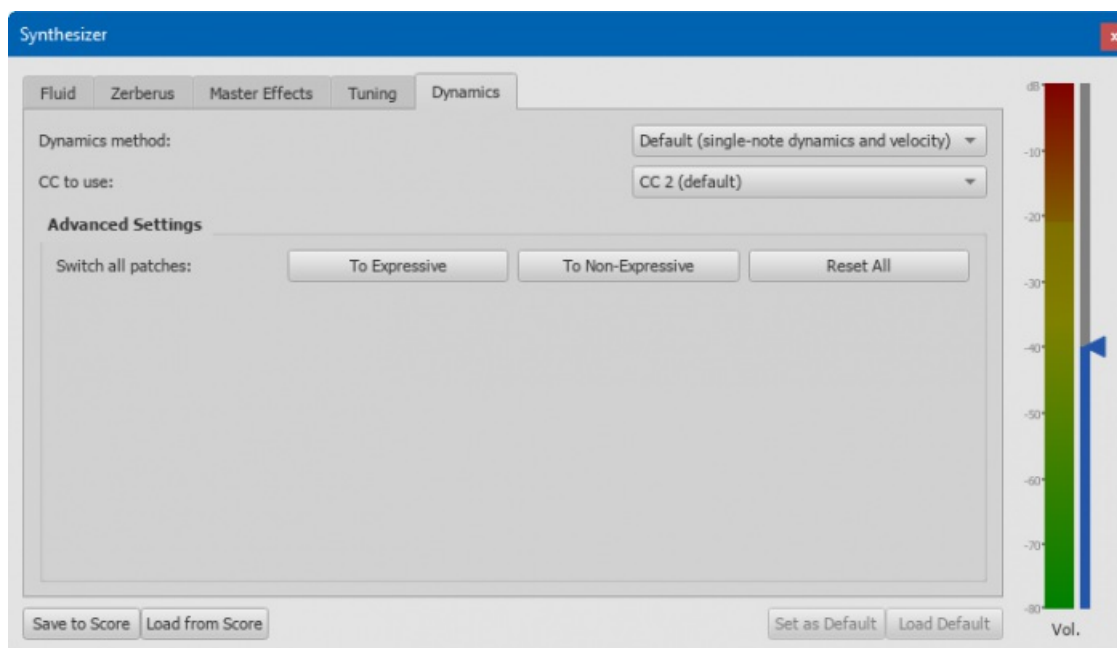 Synthesizer
x
Fluid Zerberus Master Effects Tuning Dynamics
Dynamics method: Default (single-note dynamics and velocity)
CC to use: CC 2 (default)
Advanced Settings
Switch all patches: To Expressive To Non-Expressive Reset All
Save to Score Load from Score Set as Default Load Default
dB
-10
-20
-30
-40
-50
-60
-70
-80
Vol.